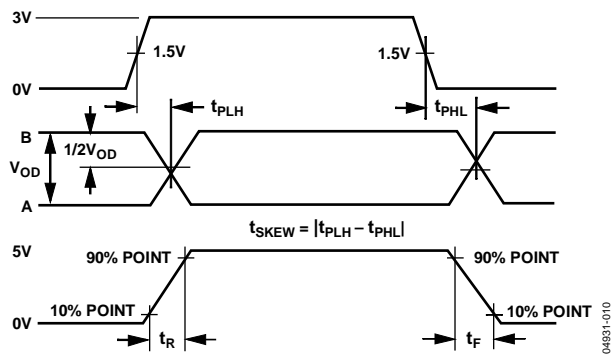 3V
1.5V
1.5V
0V
tPLH
tPHL
B
1/2VOD
VOD
A
tSKEW = |tPLH – tPHL|
5V
90% POINT
90% POINT
10% POINT
10% POINT
0V
tR
tF
04931-010